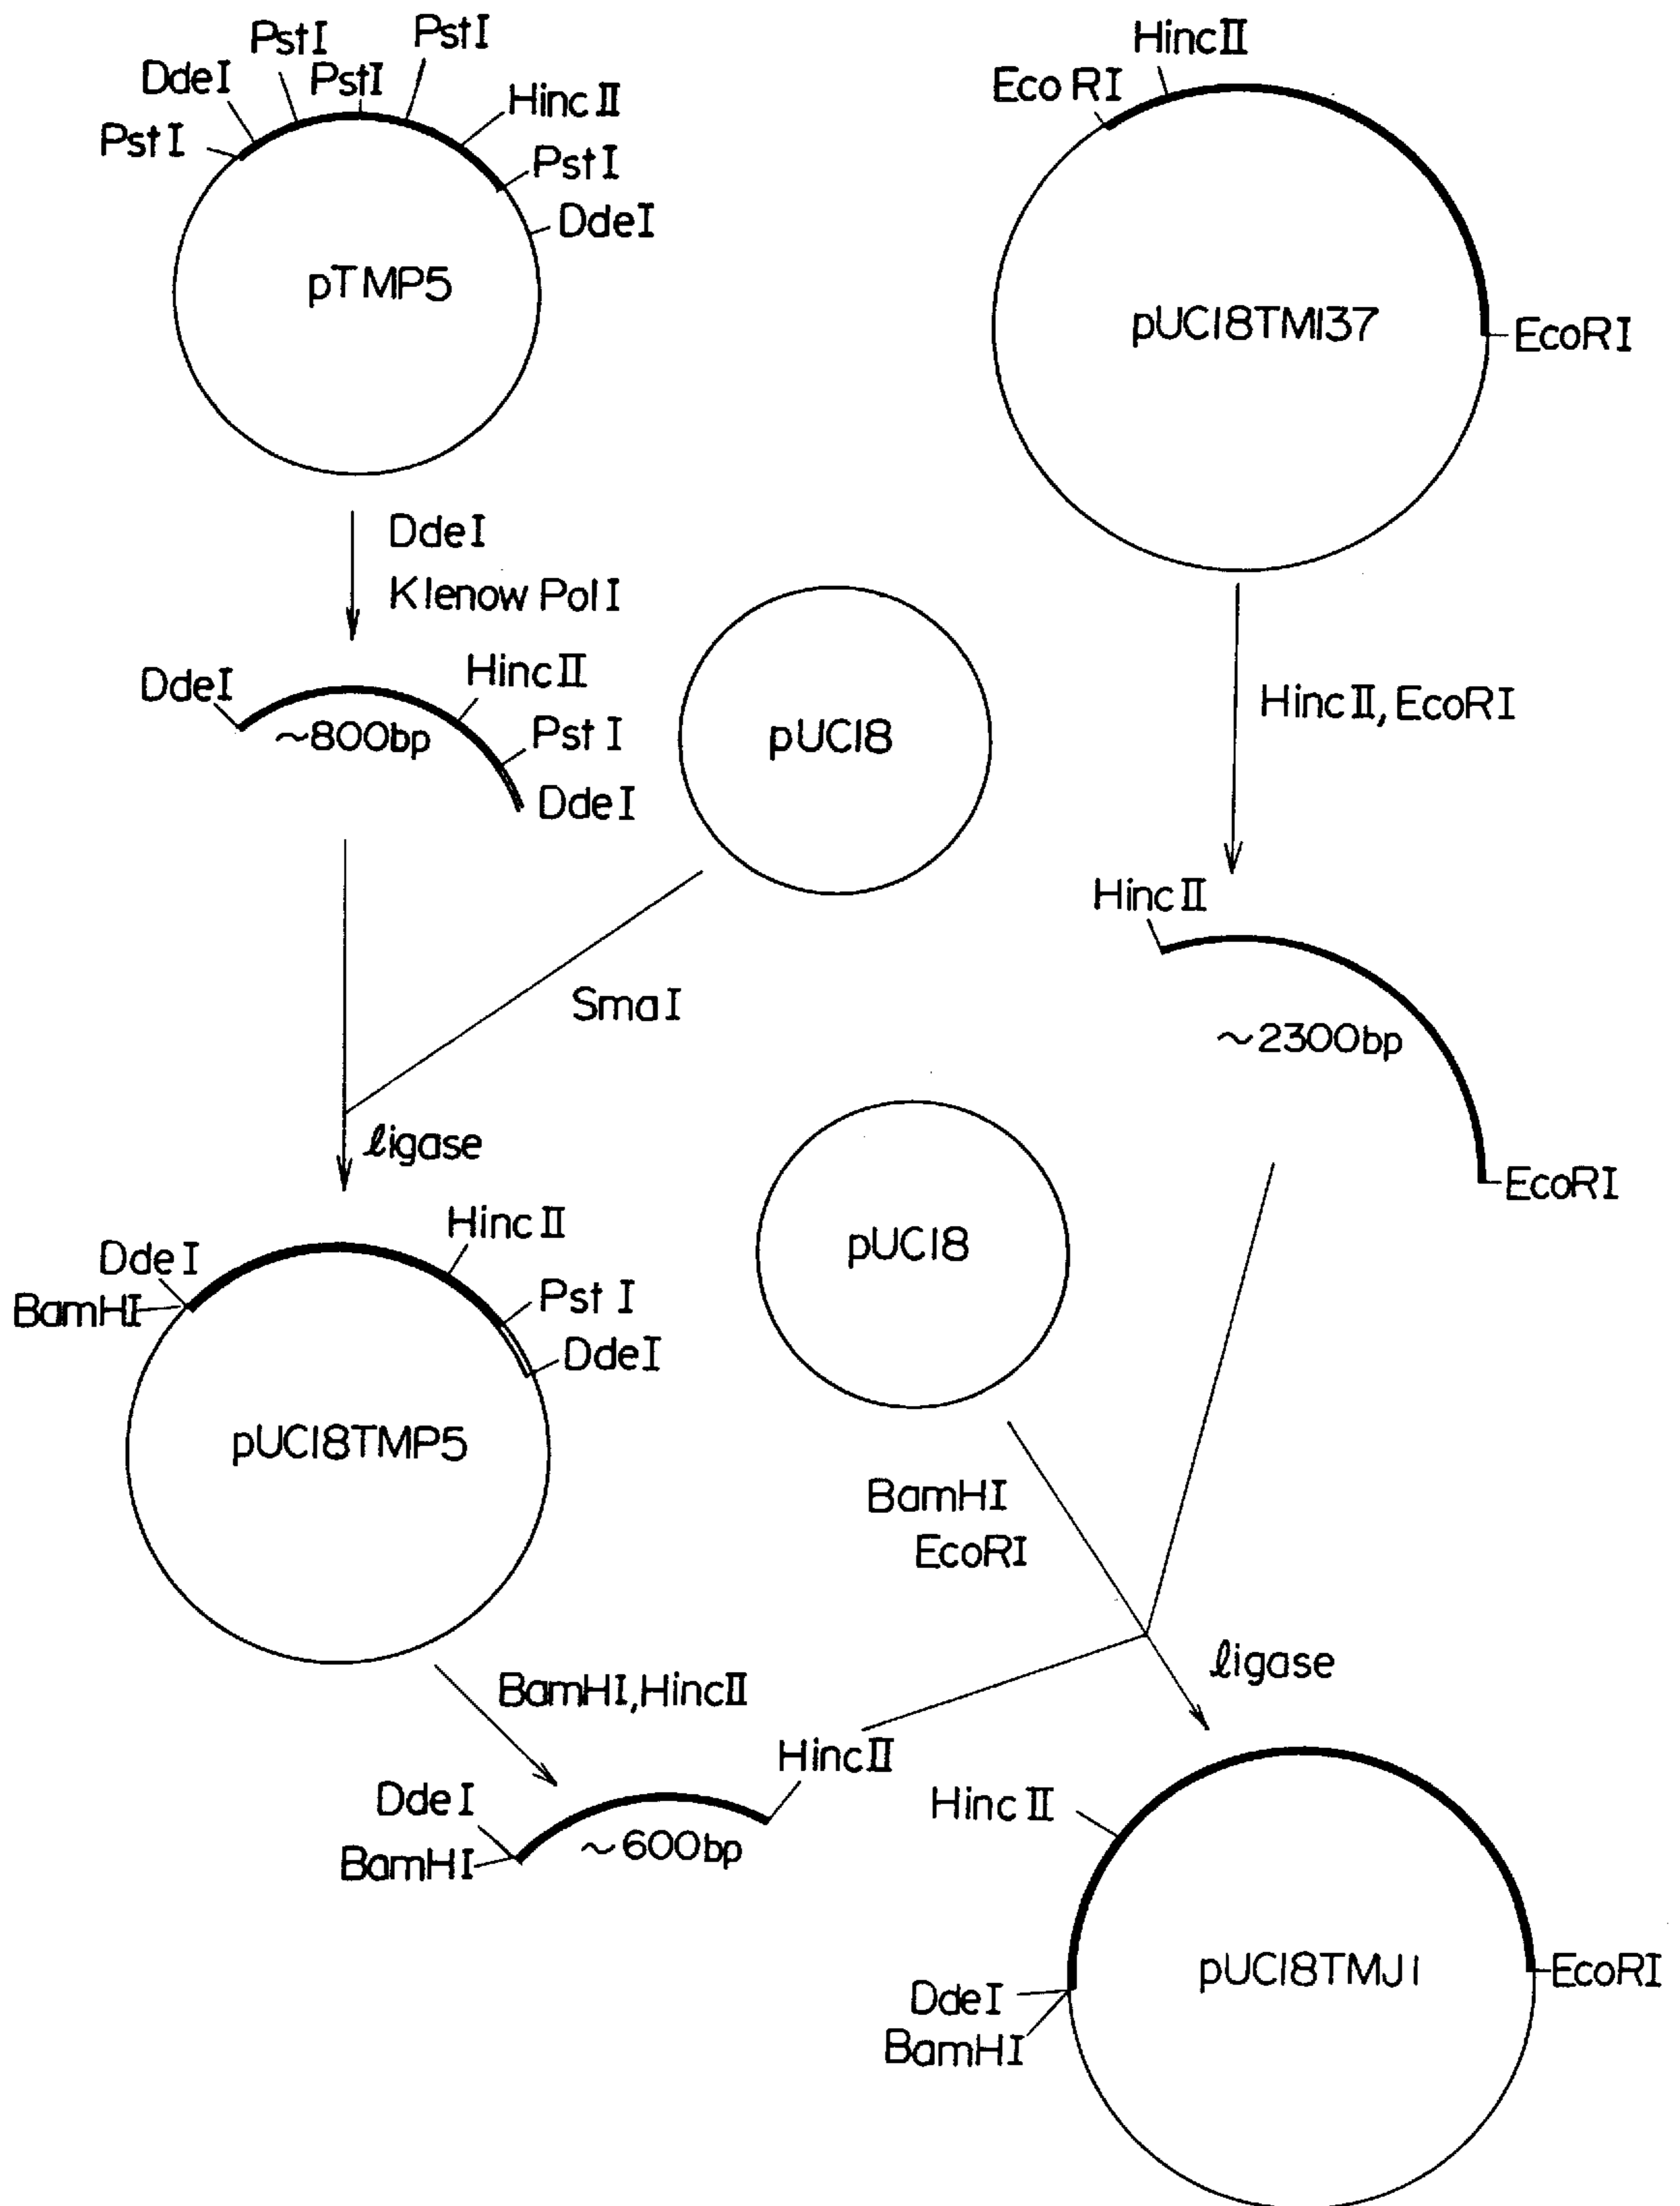 PstI
PstI
DdeI
PstI
HincII
PstI
PstI
DdeI
pTMP5
HincII
EcoRI
pUC18TM137
EcoRI
DdeI
Klenow PolI
DdeI
HincII
~800bp
PstI
DdeI
pUC18
HincII, EcoRI
HincII
~2300bp
EcoRI
SmaI
ligase
pUC18
HincII
DdeI
BamHI
PstI
DdeI
pUC18TMP5
BamHI
EcoRI
ligase
BamHI, HincII
HincII
DdeI
BamHI
~600bp
HincII
pUC18TMJ1
EcoRI
DdeI
BamHI